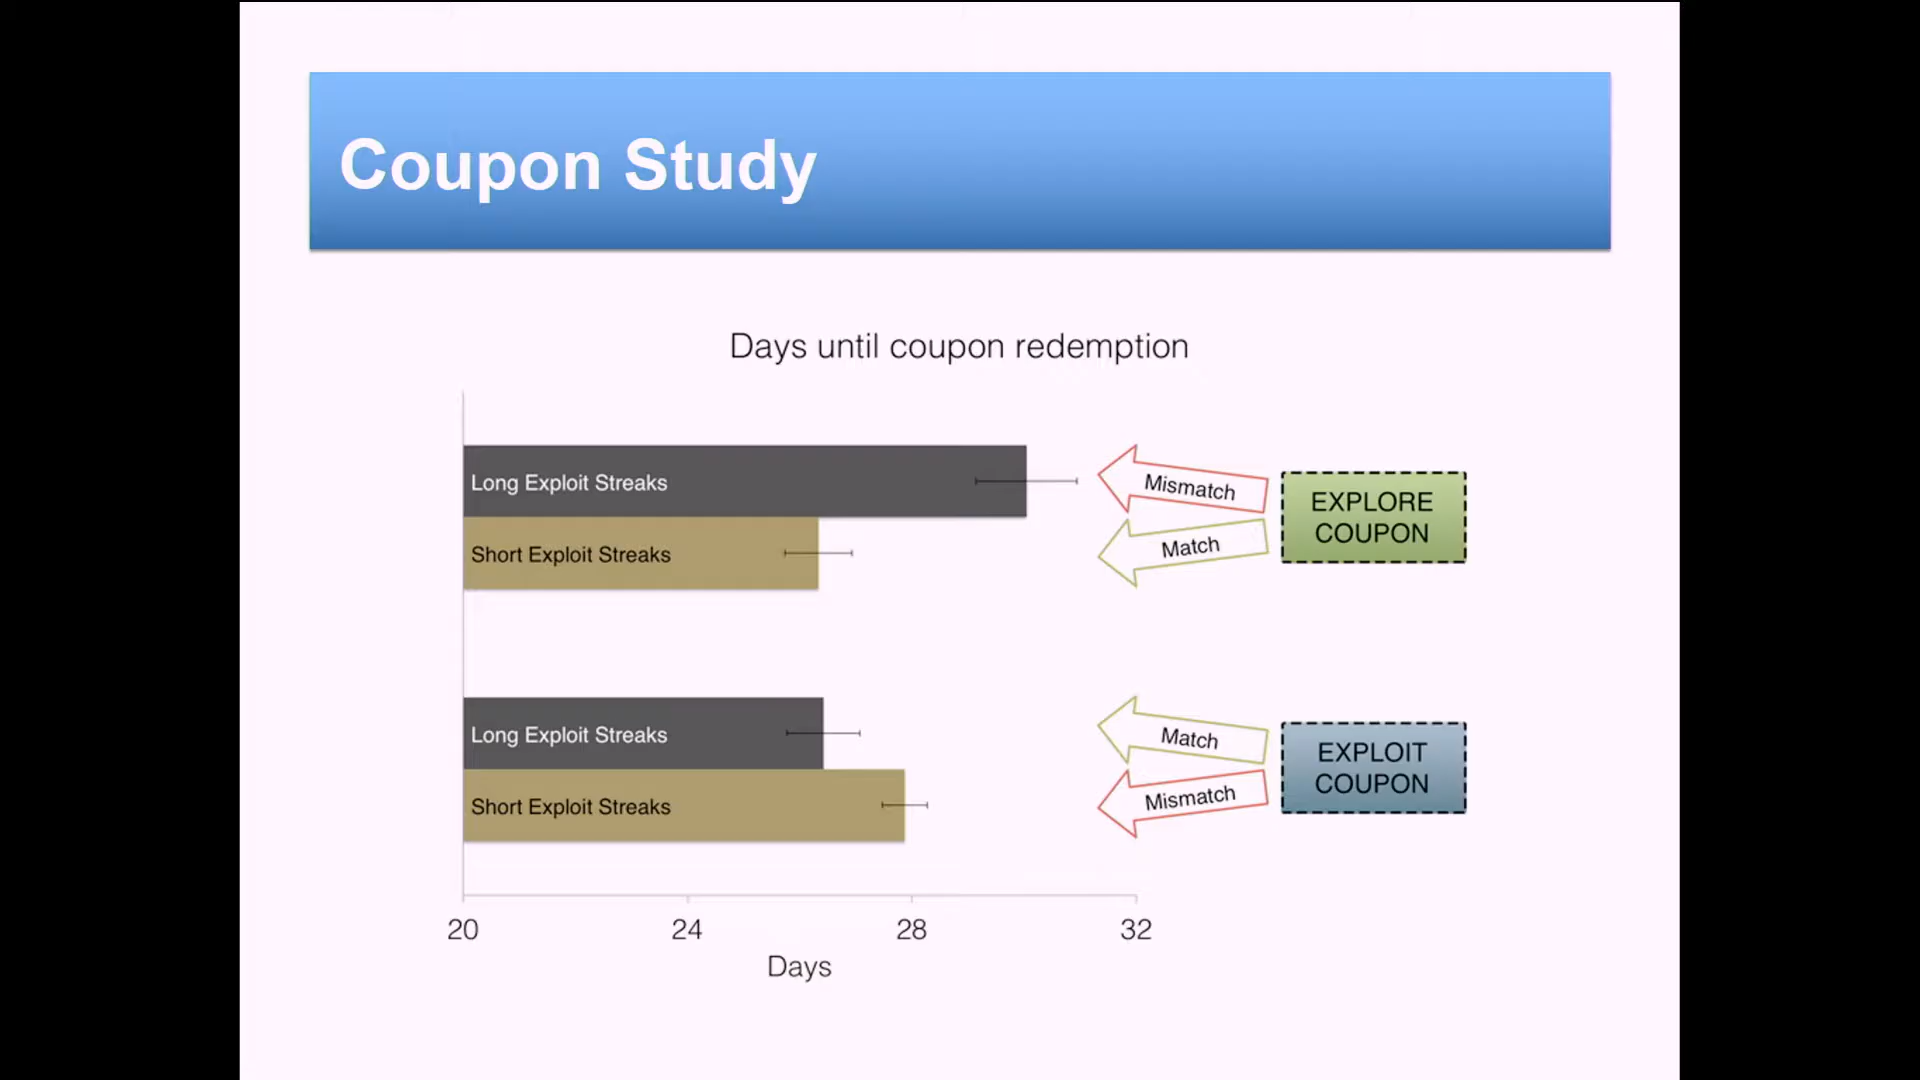 Coupon Study
Days until coupon redemption
Long Exploit Streaks
Mismatch
EXPLORE
COUPON
Short Exploit Streaks
Match
Long Exploit Streaks
Match
EXPLOIT
COUPON
Short Exploit Streaks
Mismatch
20 24 28 32
Days